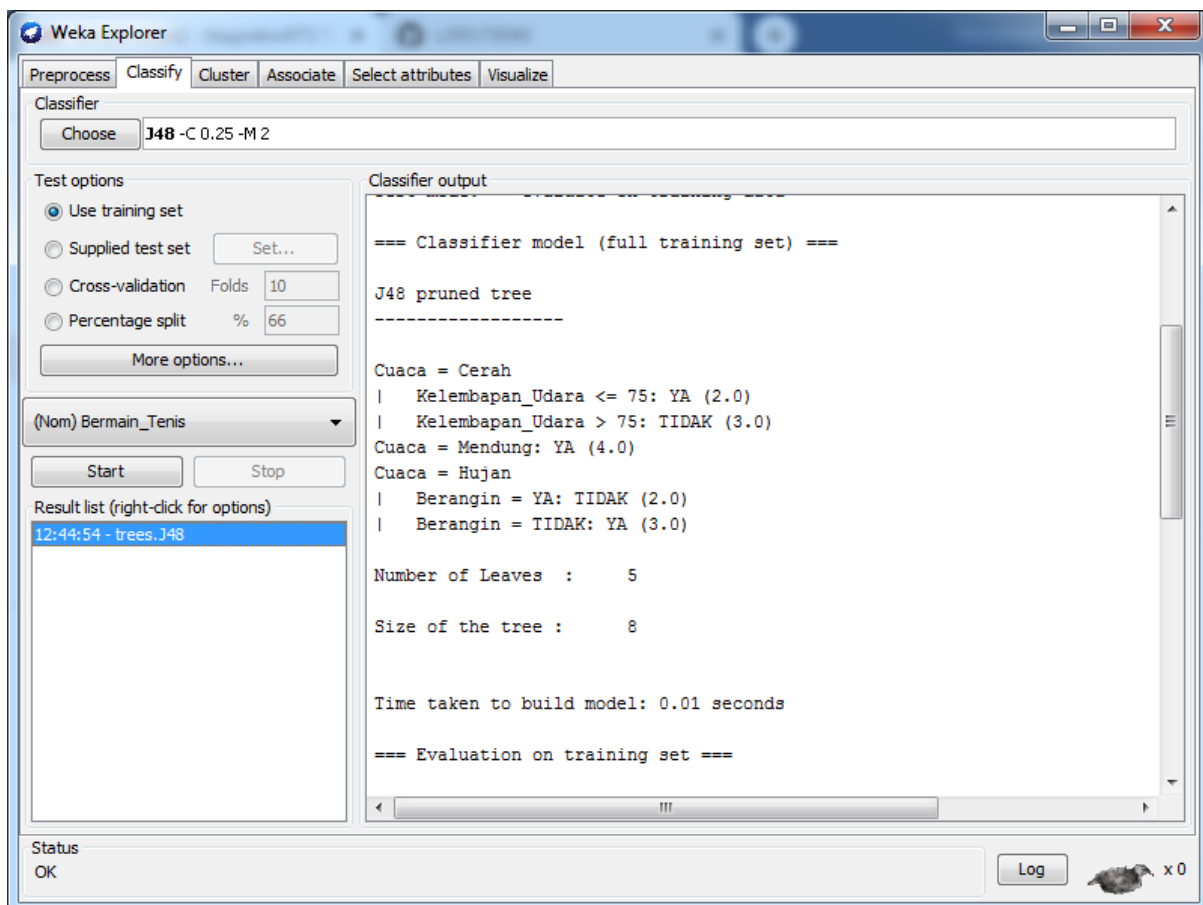 Weka Explorer
Preprocess Classify Cluster Associate Select attributes Visualize
Classifier
Choose J48 -C 0.25 -M 2
Test options
Use training set
Supplied test set Set...
Cross-validation Folds 10
Percentage split % 66
More options...
(Nom) Bermain_Tenis
Start Stop
Result list (right-click for options)
12:44:54 - trees.J48
Classifier output
=== Classifier model (full training set) ===
J48 pruned tree
------------------
Cuaca = Cerah
|   Kelembapan_Udara <= 75: YA (2.0)
|   Kelembapan_Udara > 75: TIDAK (3.0)
Cuaca = Mendung: YA (4.0)
Cuaca = Hujan
|   Berangin = YA: TIDAK (2.0)
|   Berangin = TIDAK: YA (3.0)
Number of Leaves  :     5
Size of the tree :      8
Time taken to build model: 0.01 seconds
=== Evaluation on training set ===
Status
OK
Log x 0